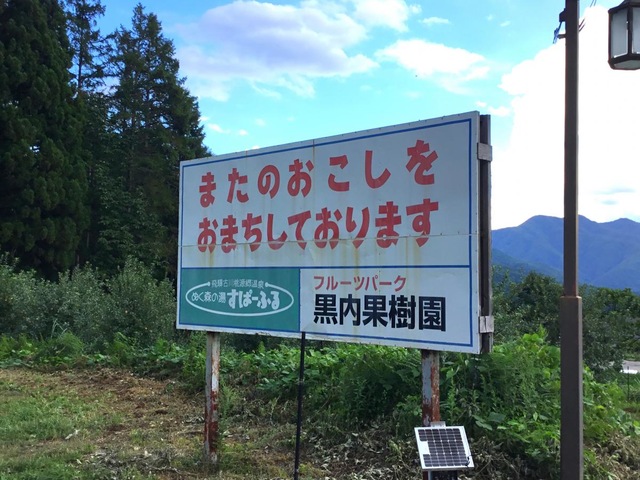 またのおこしを
おまちしております
飛騨古川桃源郷温泉
ぬく森の湯すぱーふる
フルーツパーク
黒内果樹園